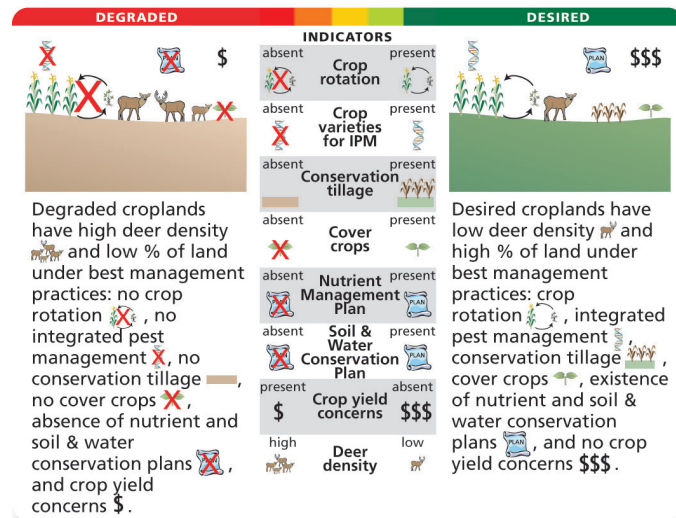 DEGRADED
DESIRED
PLAN
$
PLAN
$$$
INDICATORS
absent
Crop
rotation
present
absent
Crop
varieties
for IPM
present
absent
Conservation
tillage
present
absent
Cover
crops
present
absent
Nutrient
Management
Plan
present
PLAN
PLAN
absent
Soil &
Water
Conservation
Plan
present
PLAN
PLAN
present
Crop yield
concerns
absent
$
$$$
high
Deer
density
low
Degraded croplands
have high deer density
and low % of land
under best management
practices: no crop
rotation , no
integrated pest
management , no
conservation tillage ,
no cover crops ,
absence of nutrient and
soil & water
conservation plans PLAN ,
and crop yield
concerns $ .
Desired croplands have
low deer density and
high % of land under
best management
practices: crop
rotation , integrated
pest management ,
conservation tillage ,
cover crops , existence
of nutrient and soil &
water conservation
plans PLAN , and no crop
yield concerns $$$ .